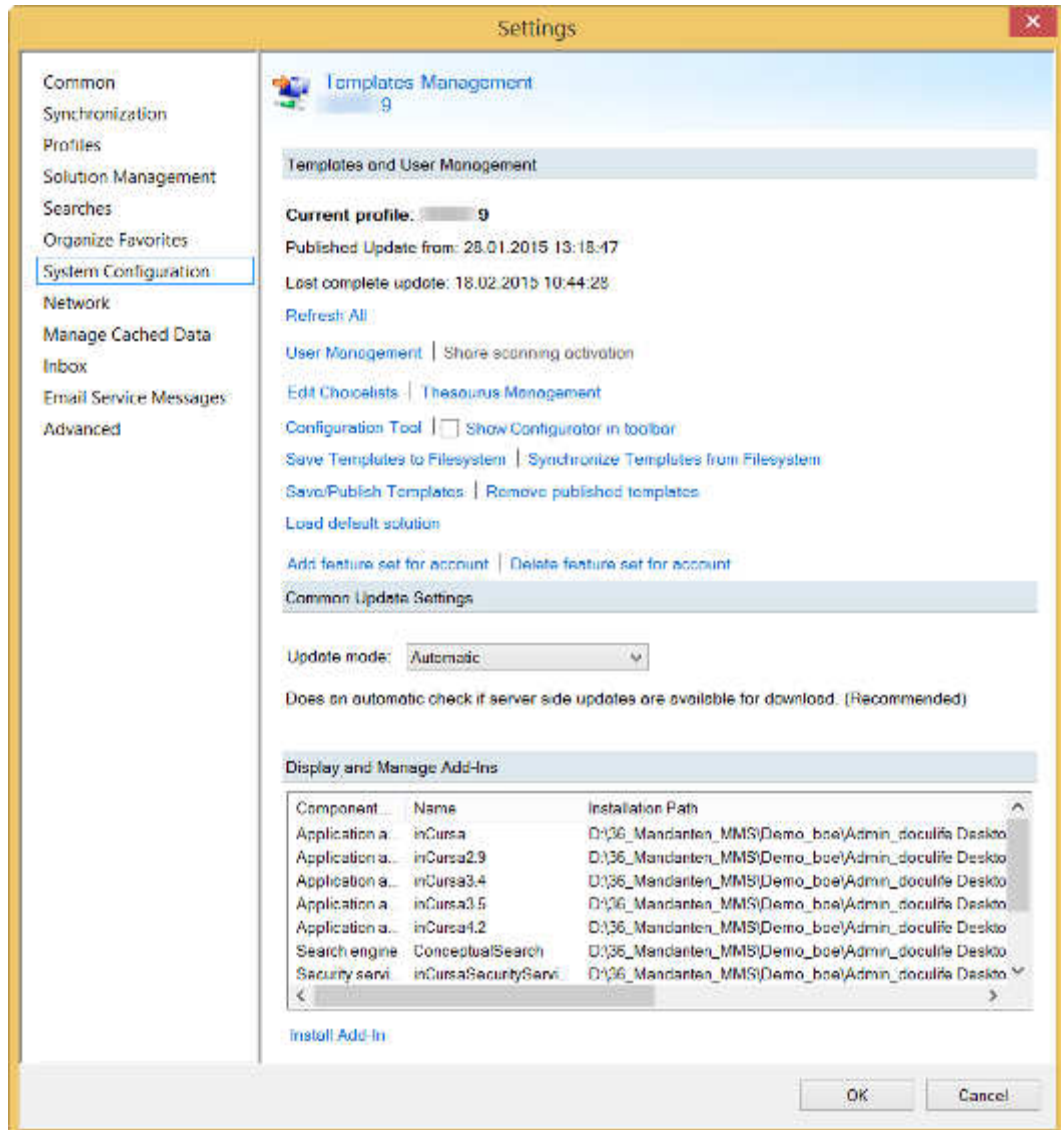 Settings
Common
Synchronization
Profiles
Solution Management
Searches
Organize Favorites
System Configuration
Network
Manage Cached Data
Inbox
Email Service Messages
Advanced
Templates Management
9
Templates and User Management
Current profile: 9
Published Update from: 28.01.2015 13:18:47
Last complete update: 18.02.2015 10:44:28
Refresh All
User Management | Share scanning activation
Edit Choicelists | Thesaurus Management
Configuration Tool | Show Configurator in toolbar
Save Templates to Filesystem | Synchronize Templates from Filesystem
Save/Publish Templates | Remove published templates
Load default solution
Add feature set for account | Delete feature set for account
Common Update Settings
Update mode: Automatic
Does an automatic check if server side updates are available for download. (Recommended)
Display and Manage Add-Ins
Component... Name Installation Path
Application a... inCursa D:\36_Mandanten_MMS\Demo_boe\Admin_doculife Deskto
Application a... inCursa2.9 D:\36_Mandanten_MMS\Demo_boe\Admin_doculife Deskto
Application a... inCursa3.4 D:\36_Mandanten_MMS\Demo_boe\Admin_doculife Deskto
Application a... inCursa3.5 D:\36_Mandanten_MMS\Demo_boe\Admin_doculife Deskto
Application a... inCursa4.2 D:\36_Mandanten_MMS\Demo_boe\Admin_doculife Deskto
Search engine ConceptualSearch D:\36_Mandanten_MMS\Demo_boe\Admin_doculife Deskto
Security servi... inCursaSecurityServi... D:\36_Mandanten_MMS\Demo_boe\Admin_doculife Deskto
Install Add-In
OK Cancel